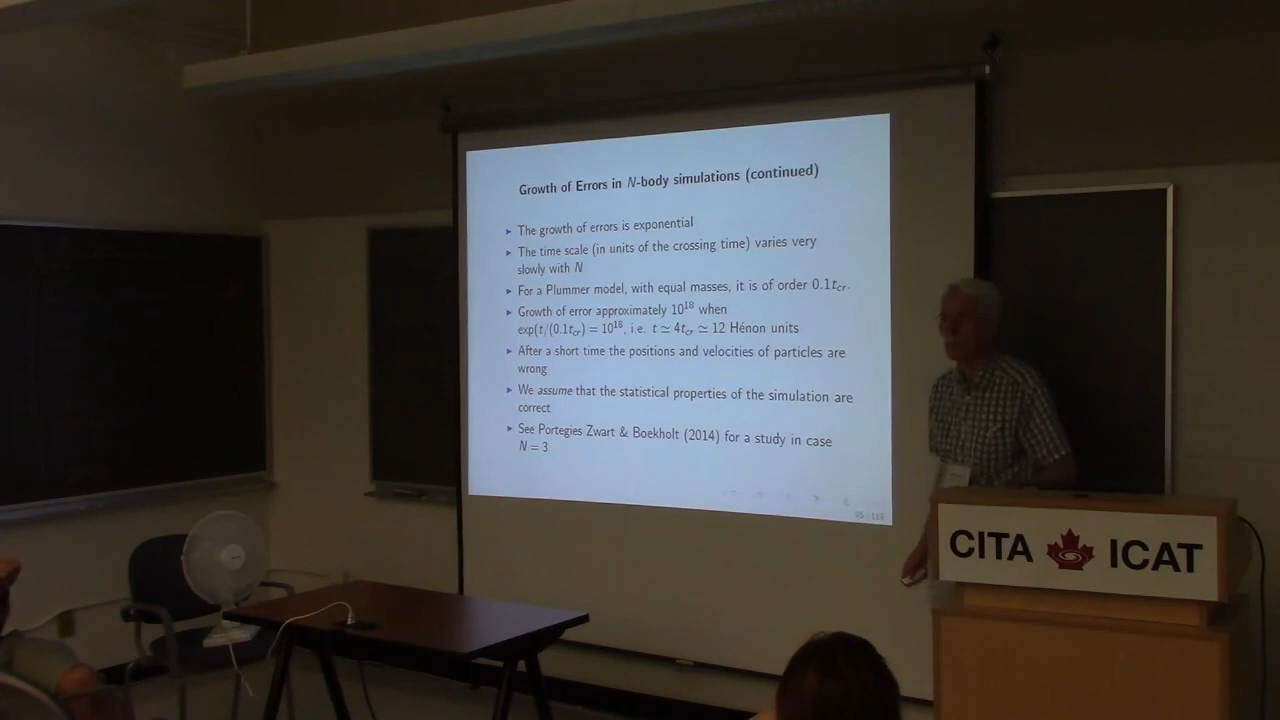 Growth of Errors in N-body simulations (continued)
▶ The growth of errors is exponential
▶ The time scale (in units of the crossing time) varies very
slowly with N
▶ For a Plummer model, with equal masses, it is of order 0.1t_cr.
▶ Growth of error approximately 10¹⁸ when
exp(t/(0.1t_cr) = 10¹⁸, i.e. t ≃ 4t_cr ≃ 12 Hénon units
▶ After a short time the positions and velocities of particles are
wrong
▶ We assume that the statistical properties of the simulation are
correct
▶ See Portegies Zwart & Boekholt (2014) for a study in case
N = 3
CITA ICAT